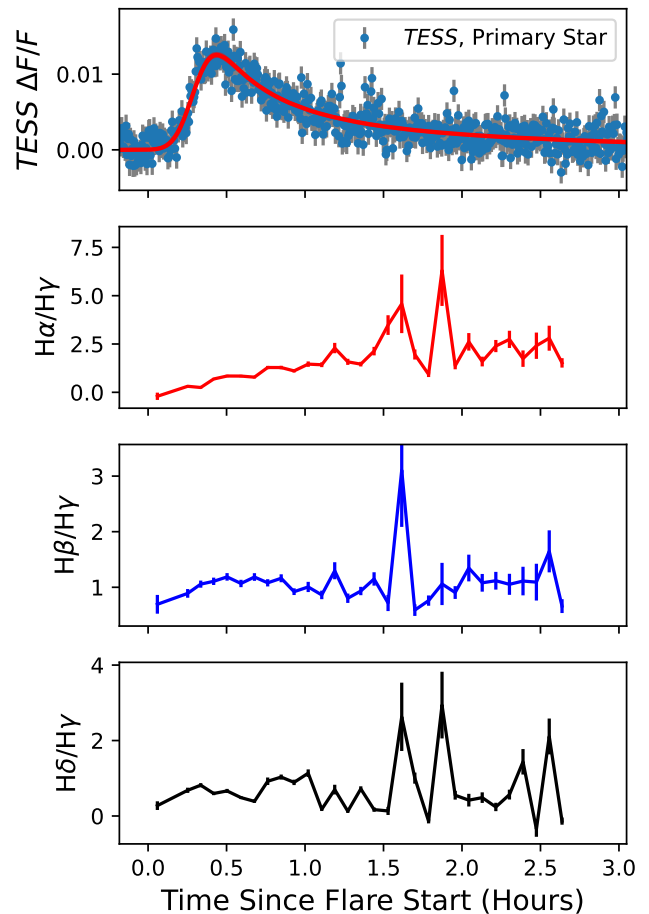 TESS, Primary Star
TESS ΔF/F
0.01
0.00
Hα/Hγ
7.5
5.0
2.5
0.0
Hβ/Hγ
3
2
1
Hδ/Hγ
4
2
0
0.0 0.5 1.0 1.5 2.0 2.5 3.0
Time Since Flare Start (Hours)